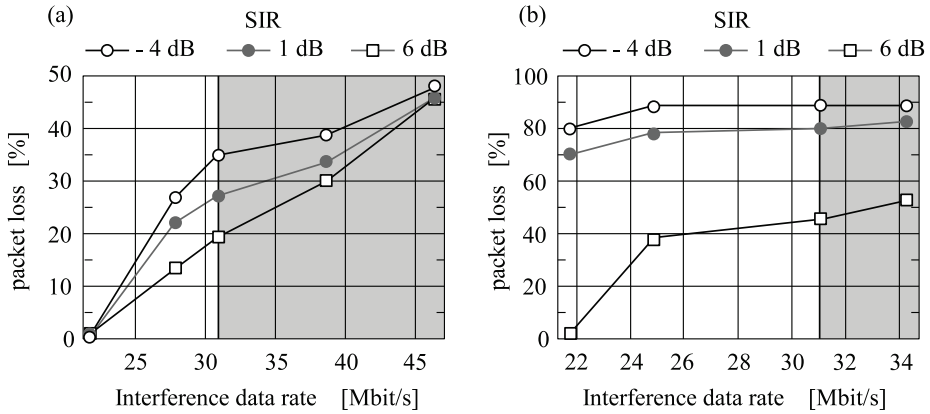 (a)
SIR
- 4 dB 1 dB 6 dB
packet loss [%]
50
40
30
20
10
0
25 30 35 40 45
Interference data rate [Mbit/s]
(b)
SIR
- 4 dB 1 dB 6 dB
packet loss [%]
100
80
60
40
20
0
22 24 26 28 30 32 34
Interference data rate [Mbit/s]